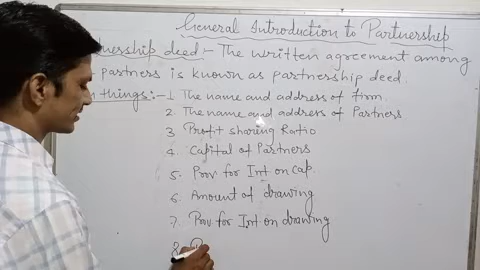 General Introduction to Partnership
nership deed:- The written agreement among
partners is known as partnership deed.
things:- 1. The name and address of firm.
2. The name and address of Partners
3 Profit sharing Ratio
4. Capital of Partners
5. Prov for Int on Cap.
6. Amount of drawing
7. Prov. for Int on drawing
8.